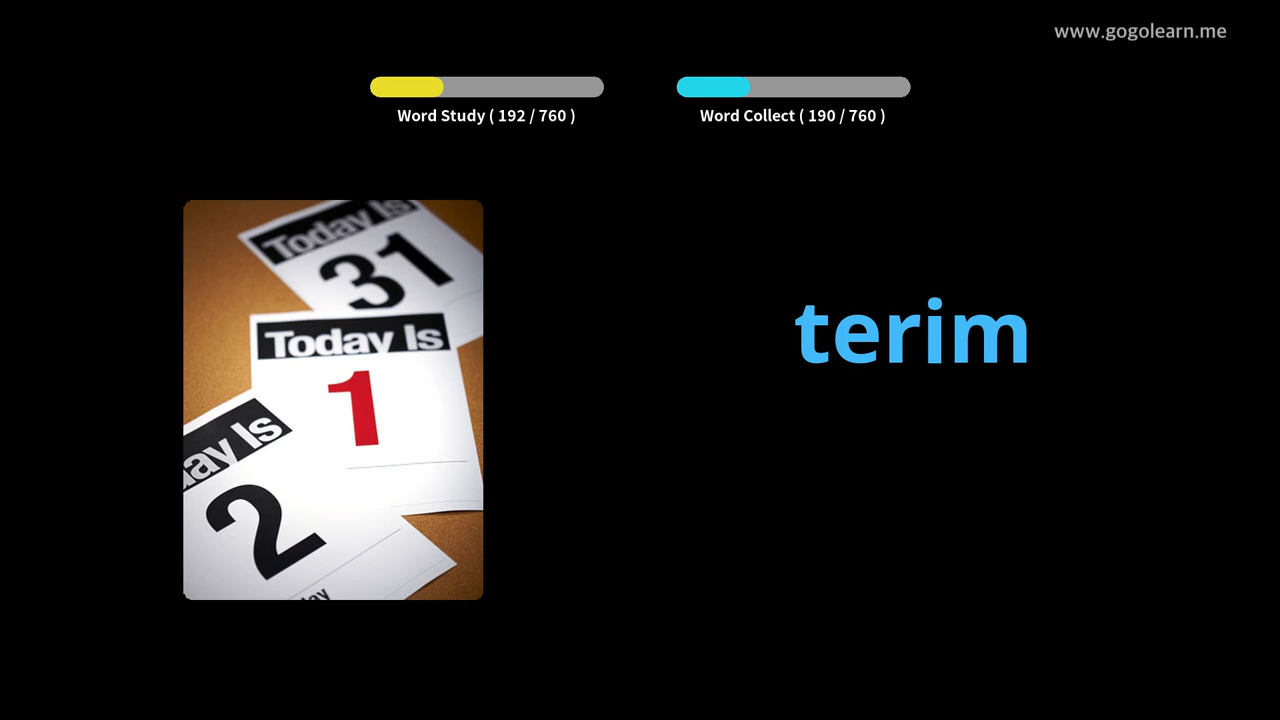 www.gogolearn.me
Word Study ( 192 / 760 )
Word Collect ( 190 / 760 )
Today Is
31
Today Is
1
terim
day Is
2
day